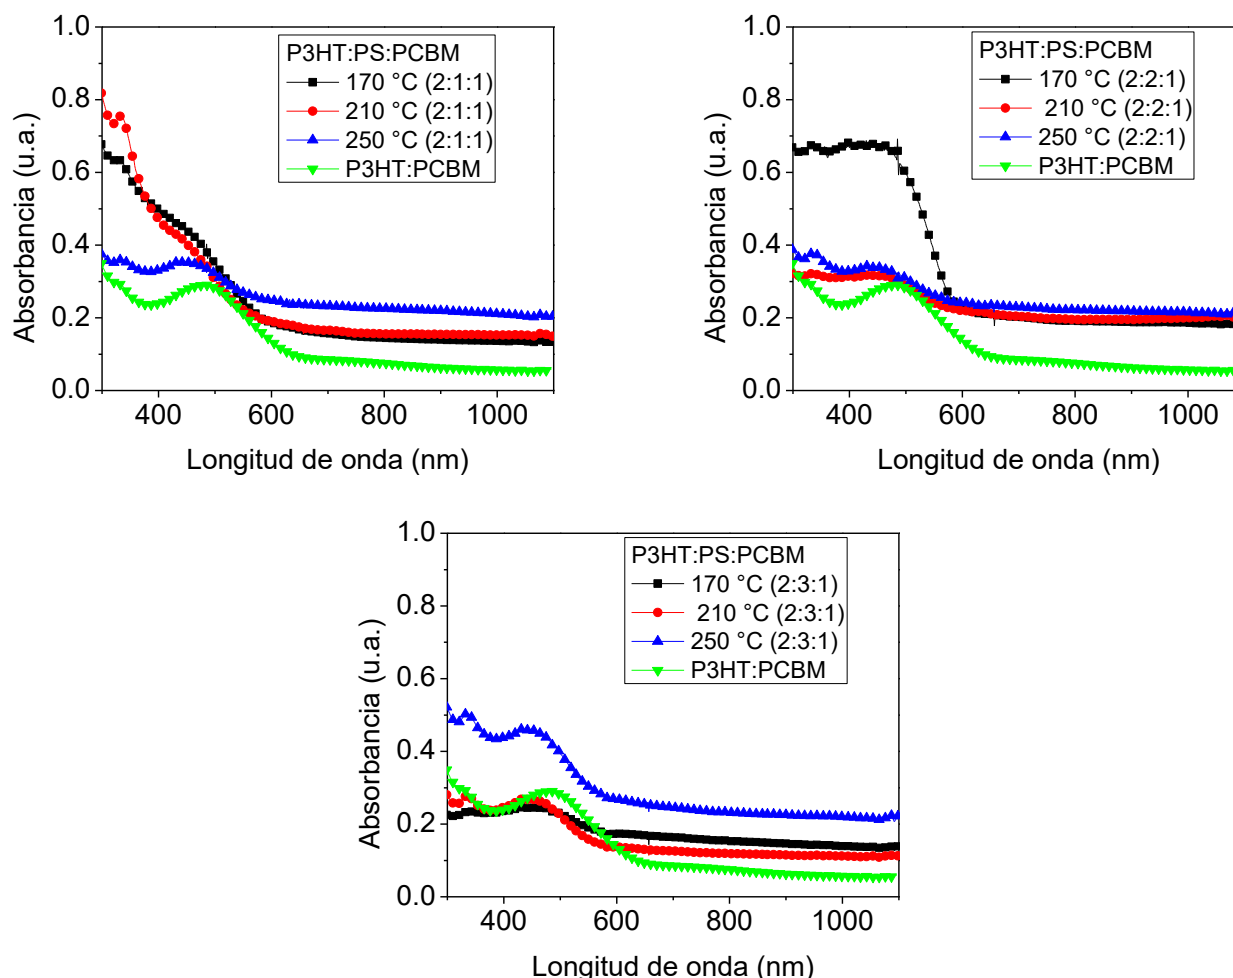 1.0
0.8
0.6
0.4
0.2
0.0
Absorbancia (u.a.)
P3HT:PS:PCBM
170 °C (2:1:1)
210 °C (2:1:1)
250 °C (2:1:1)
P3HT:PCBM
400 600 800 1000
Longitud de onda (nm)
1.0
0.8
0.6
0.4
0.2
0.0
Absorbancia (u.a.)
P3HT:PS:PCBM
170 °C (2:2:1)
210 °C (2:2:1)
250 °C (2:2:1)
P3HT:PCBM
400 600 800 1000
Longitud de onda (nm)
1.0
0.8
0.6
0.4
0.2
0.0
Absorbancia (u.a.)
P3HT:PS:PCBM
170 °C (2:3:1)
210 °C (2:3:1)
250 °C (2:3:1)
P3HT:PCBM
400 600 800 1000
Longitud de onda (nm)